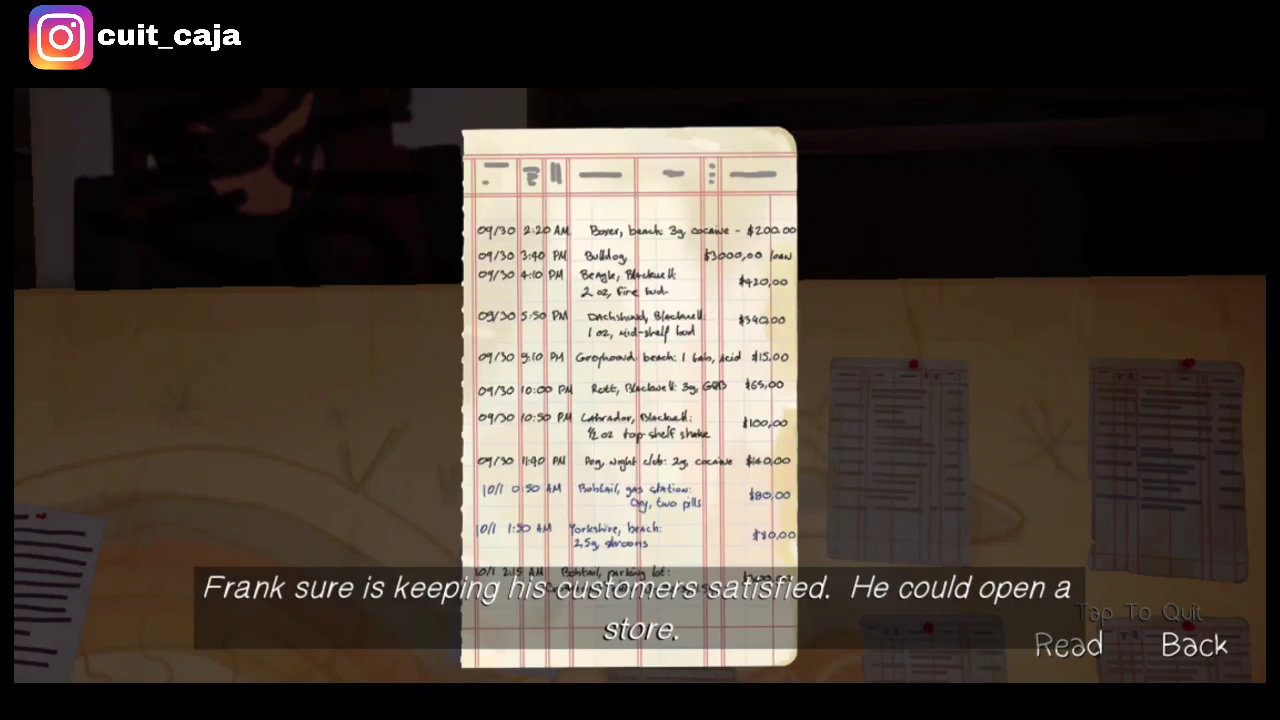 cuit_caja
09/30 2:20 AM Boxer, beach: 3g, cocaine - $200.00
09/30 3:40 PM Bulldog, $3000,00 loan
09/30 4:10 PM Beagle, Blackwell:
2 oz, fire bud $420,00
09/30 5:50 PM Dachshund, Blackwell:
1 oz, mid-shelf bud $340.00
09/30 9:10 PM Greyhound, beach: 1 tab, acid $15.00
09/30 10:00 PM Rott, Blackwell: 3g, GHB $65,00
09/30 10:50 PM Labrador, Blackwell:
1/2 oz top-shelf shake $100,00
09/30 11:40 PM Pug, night club: 2g, cocaine $140,00
10/1 0:50 AM Bobtail, gas station:
Oxy, two pills $80,00
10/1 1:50 AM Yorkshire, beach:
2.5g, shrooms
10/1 2:15 AM Bobtail, parking lot:
Frank sure is keeping his customers satisfied. He could open a
store.
Tap To Quit
Read Back